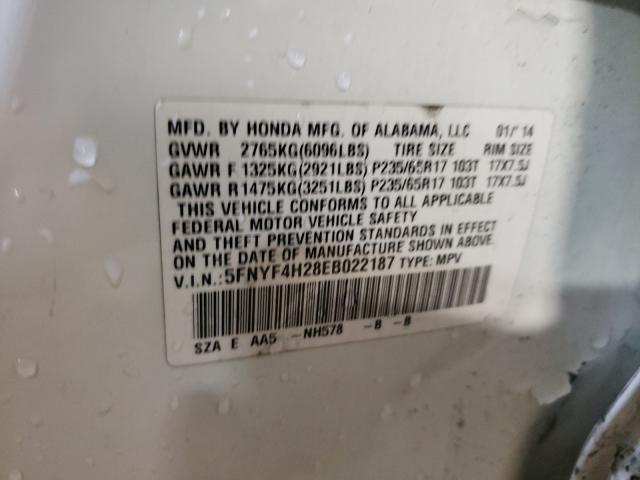 MFD. BY HONDA MFG. OF ALABAMA, LLC 01/'14
GVWR 2765KG(6096LBS) TIRE SIZE RIM SIZE
GAWR F 1325KG(2921LBS) P235/65R17 103T 17X7.5J
GAWR R1475KG(3251LBS) P235/65R17 103T 17X7.5J
THIS VEHICLE CONFORMS TO ALL APPLICABLE
FEDERAL MOTOR VEHICLE SAFETY
AND THEFT PREVENTION STANDARDS IN EFFECT
ON THE DATE OF MANUFACTURE SHOWN ABOVE.
V.I.N.:5FNYF4H28EB022187 TYPE: MPV
SZA E AA5 -NH578 -B -B